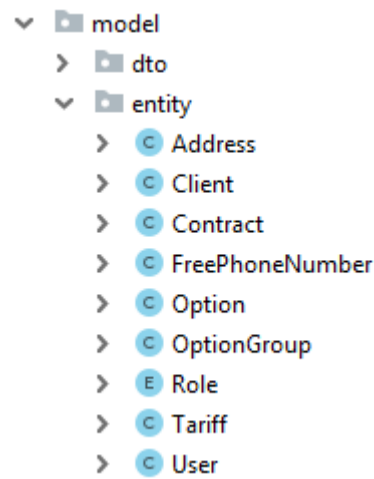 model
dto
entity
C Address
C Client
C Contract
C FreePhoneNumber
C Option
C OptionGroup
E Role
C Tariff
C User